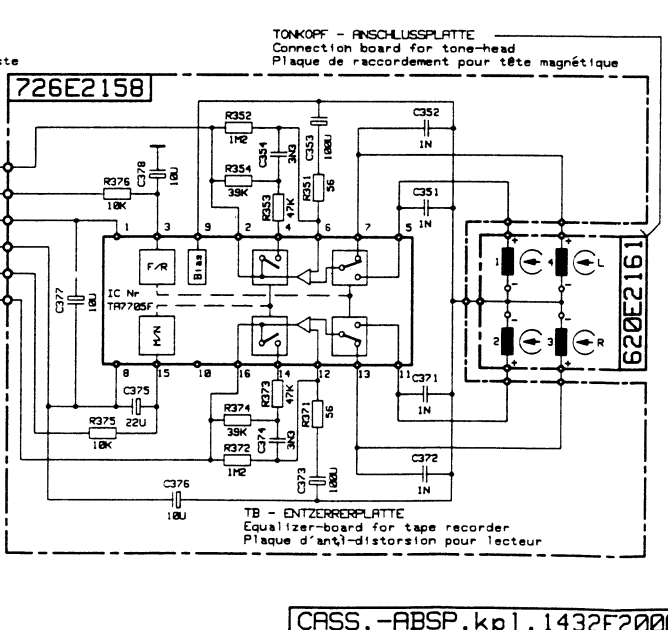 TONKOPF - ANSCHLUSSPLATTE
Connection board for tone-head
Plaque de raccordement pour tête magnétique
ste
726E2158
R352
1M2
C354
3N3
C353
100U
C352
1N
R354
39K
R353
47K
R351
56
C351
1N
C378
10U
R376
10K
1 3 9 2 4 6 7 5
F/R
Bias
IC Nr
TA7705F
M/N
C377
10U
1 4 L
2 3 R
620E2161
8 15 10 16 14 12 13 11
C375
22U
R375
10K
R373
47K
R374
39K
C374
3N3
R371
56
C371
1N
R372
1M2
C373
100U
C372
1N
C376
10U
TB - ENTZERRERPLATTE
Equalizer-board for tape recorder
Plaque d'anti-distorsion pour lecteur
CASS.-ABSP.kpl.1432E2000